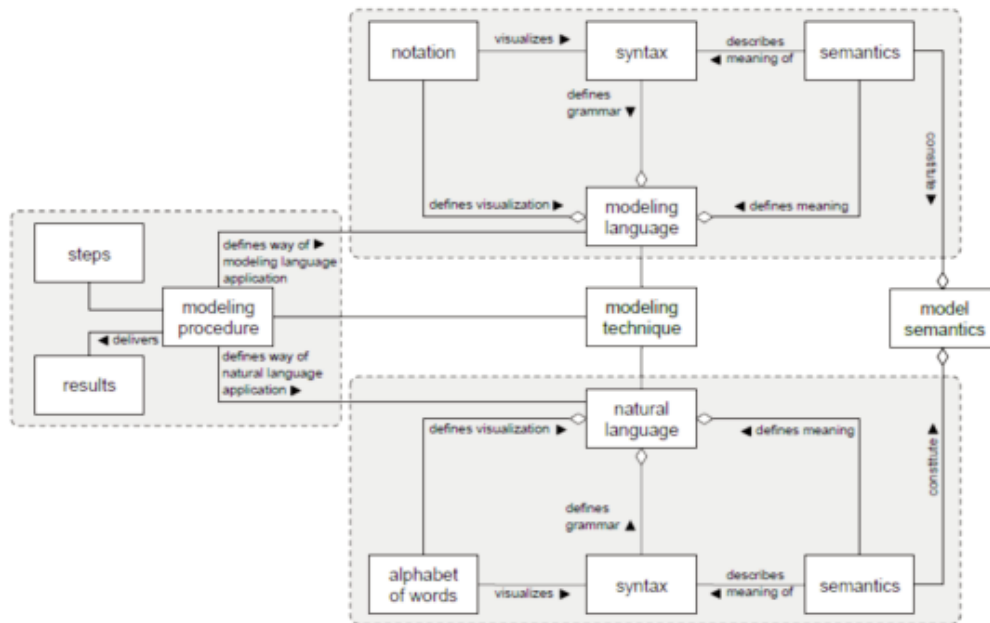 notation
visualizes ►
syntax
describes
◄ meaning of
semantics
defines
grammar ▼
constitute ▼
defines visualization ►
modeling
language
◄ defines meaning
steps
defines way of ►
modeling language
application
modeling
procedure
modeling
technique
model
semantics
◄ delivers
results
defines way of
natural language
application ►
defines visualization ►
natural
language
◄ defines meaning
constitute ▲
defines
grammar ▲
alphabet
of words
visualizes ►
syntax
describes
◄ meaning of
semantics